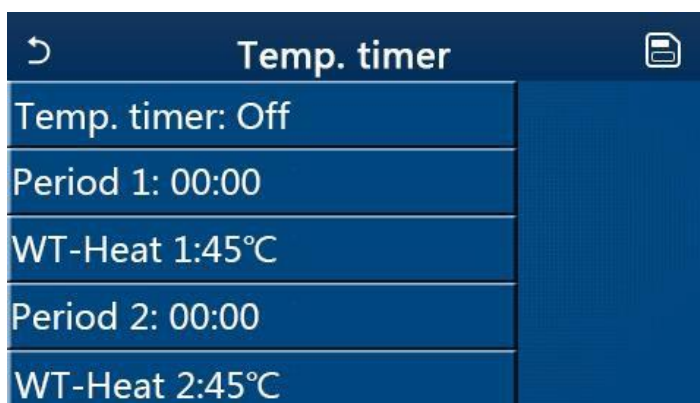 Temp. timer
Temp. timer: Off
Period 1: 00:00
WT-Heat 1:45℃
Period 2: 00:00
WT-Heat 2:45℃